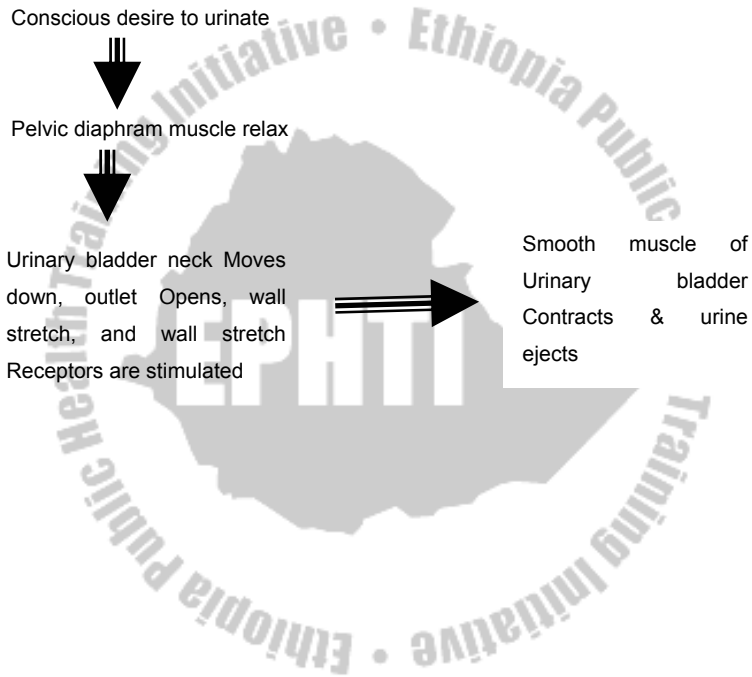 Conscious desire to urinate
Pelvic diaphram muscle relax
Urinary bladder neck Moves
down, outlet Opens, wall
stretch, and wall stretch
Receptors are stimulated
Smooth muscle of
Urinary bladder
Contracts & urine
ejects
EPHTI
Ethiopia Public Health Training Initiative • Ethiopia Public Health Training Initiative •